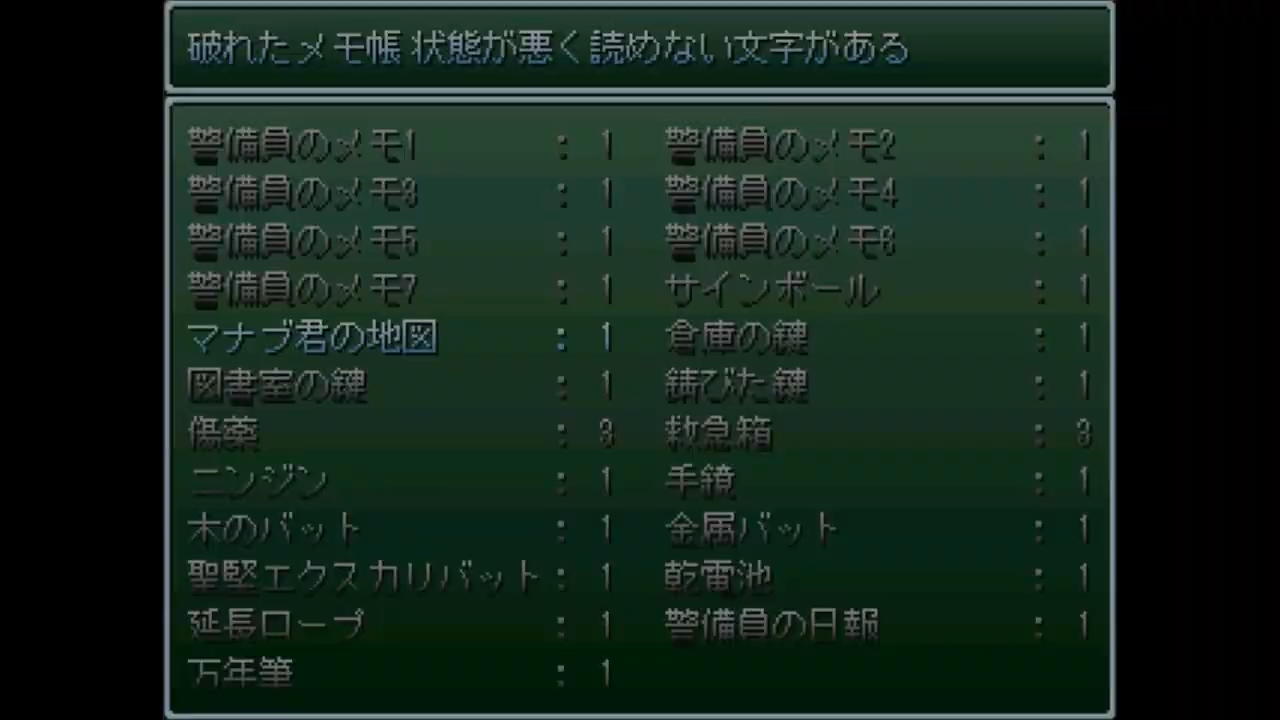 破れたメモ帳 状態が悪く読めない文字がある
警備員のメモ1 : 1 警備員のメモ2 : 1
警備員のメモ3 : 1 警備員のメモ4 : 1
警備員のメモ5 : 1 警備員のメモ6 : 1
警備員のメモ7 : 1 サインボール : 1
マナブ君の地図 : 1 倉庫の鍵 : 1
図書室の鍵 : 1 錆びた鍵 : 1
傷薬 : 3 救急箱 : 3
ニンジン : 1 手鏡 : 1
木のバット : 1 金属バット : 1
聖堅エクスカリバット : 1 乾電池 : 1
延長ロープ : 1 警備員の日報 : 1
万年筆 : 1